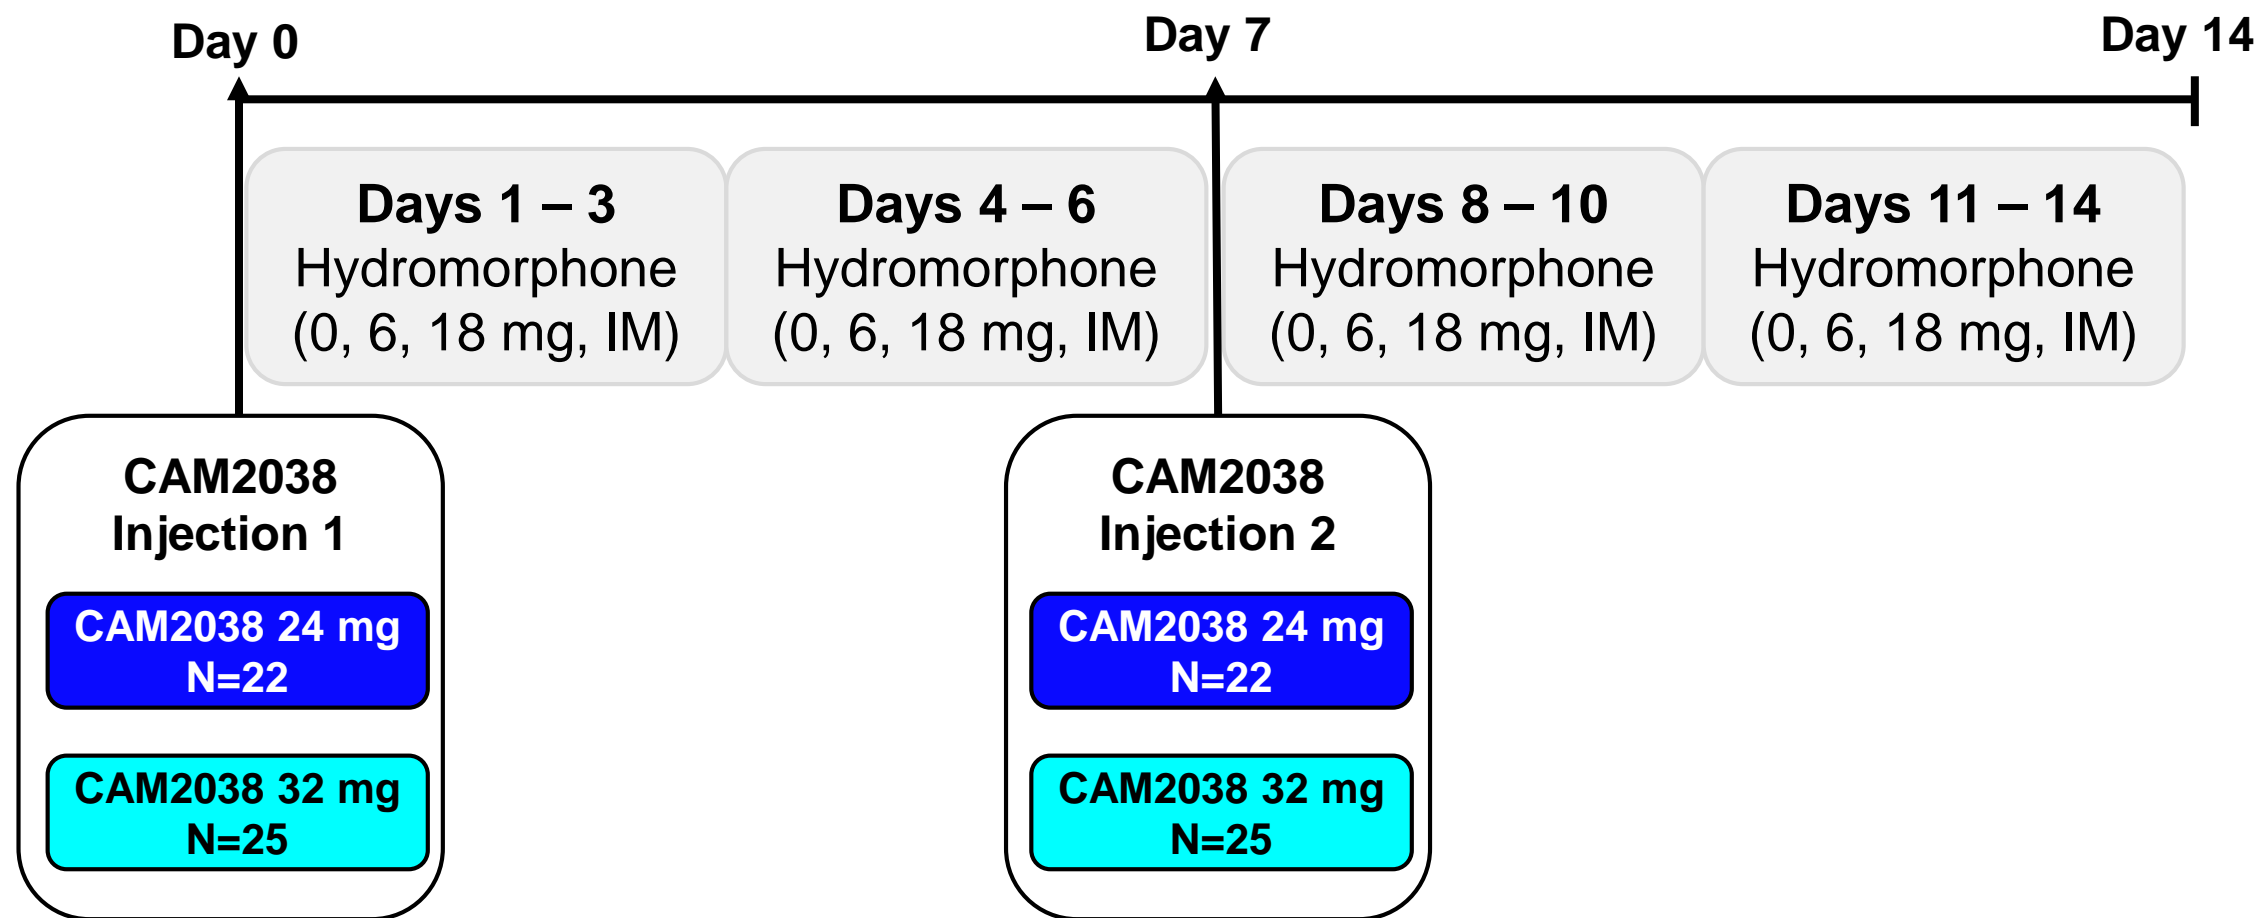 Day 0
Day 7
Day 14
Days 1 – 3
Hydromorphone
(0, 6, 18 mg, IM)
Days 4 – 6
Hydromorphone
(0, 6, 18 mg, IM)
Days 8 – 10
Hydromorphone
(0, 6, 18 mg, IM)
Days 11 – 14
Hydromorphone
(0, 6, 18 mg, IM)
CAM2038
Injection 1
CAM2038 24 mg
N=22
CAM2038 32 mg
N=25
CAM2038
Injection 2
CAM2038 24 mg
N=22
CAM2038 32 mg
N=25